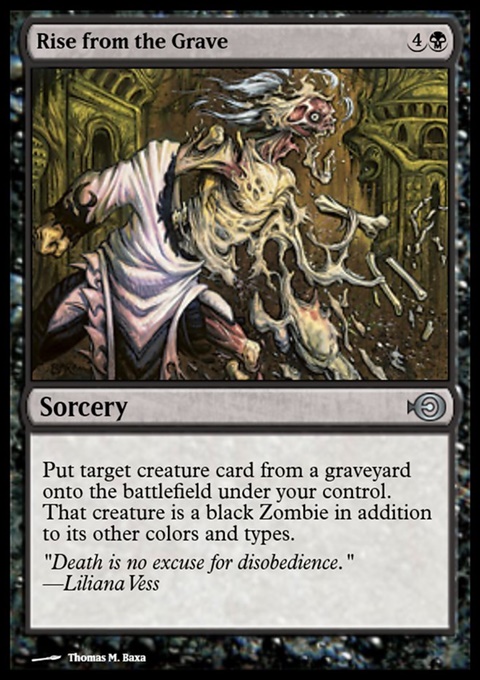 Rise from the Grave 4
Sorcery
Put target creature card from a graveyard
onto the battlefield under your control.
That creature is a black Zombie in addition
to its other colors and types.
"Death is no excuse for disobedience."
—Liliana Vess
Thomas M. Baxa